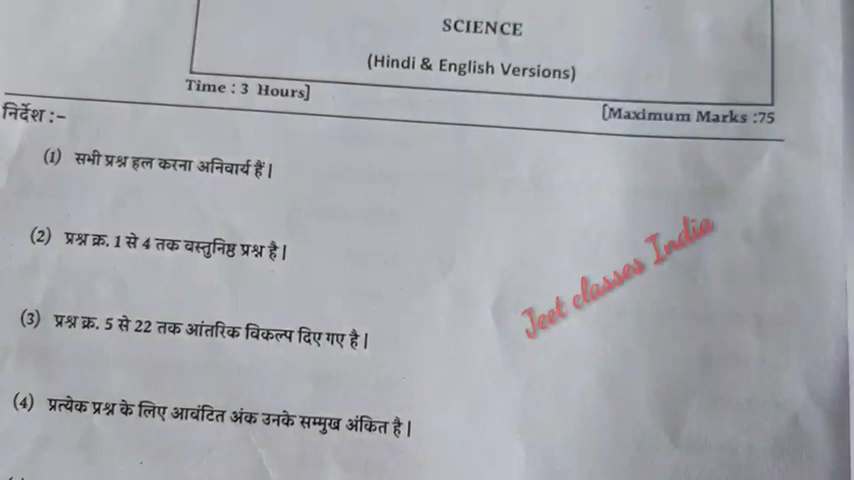 SCIENCE
(Hindi & English Versions)
Time : 3 Hours]
[Maximum Marks :75
निर्देश :-
(1) सभी प्रश्न हल करना अनिवार्य हैं।
(2) प्रश्न क्र. 1 से 4 तक वस्तुनिष्ठ प्रश्न है।
(3) प्रश्न क्र. 5 से 22 तक आंतरिक विकल्प दिए गए है।
(4) प्रत्येक प्रश्न के लिए आवंटित अंक उनके सम्मुख अंकित है।
Jeet classes India